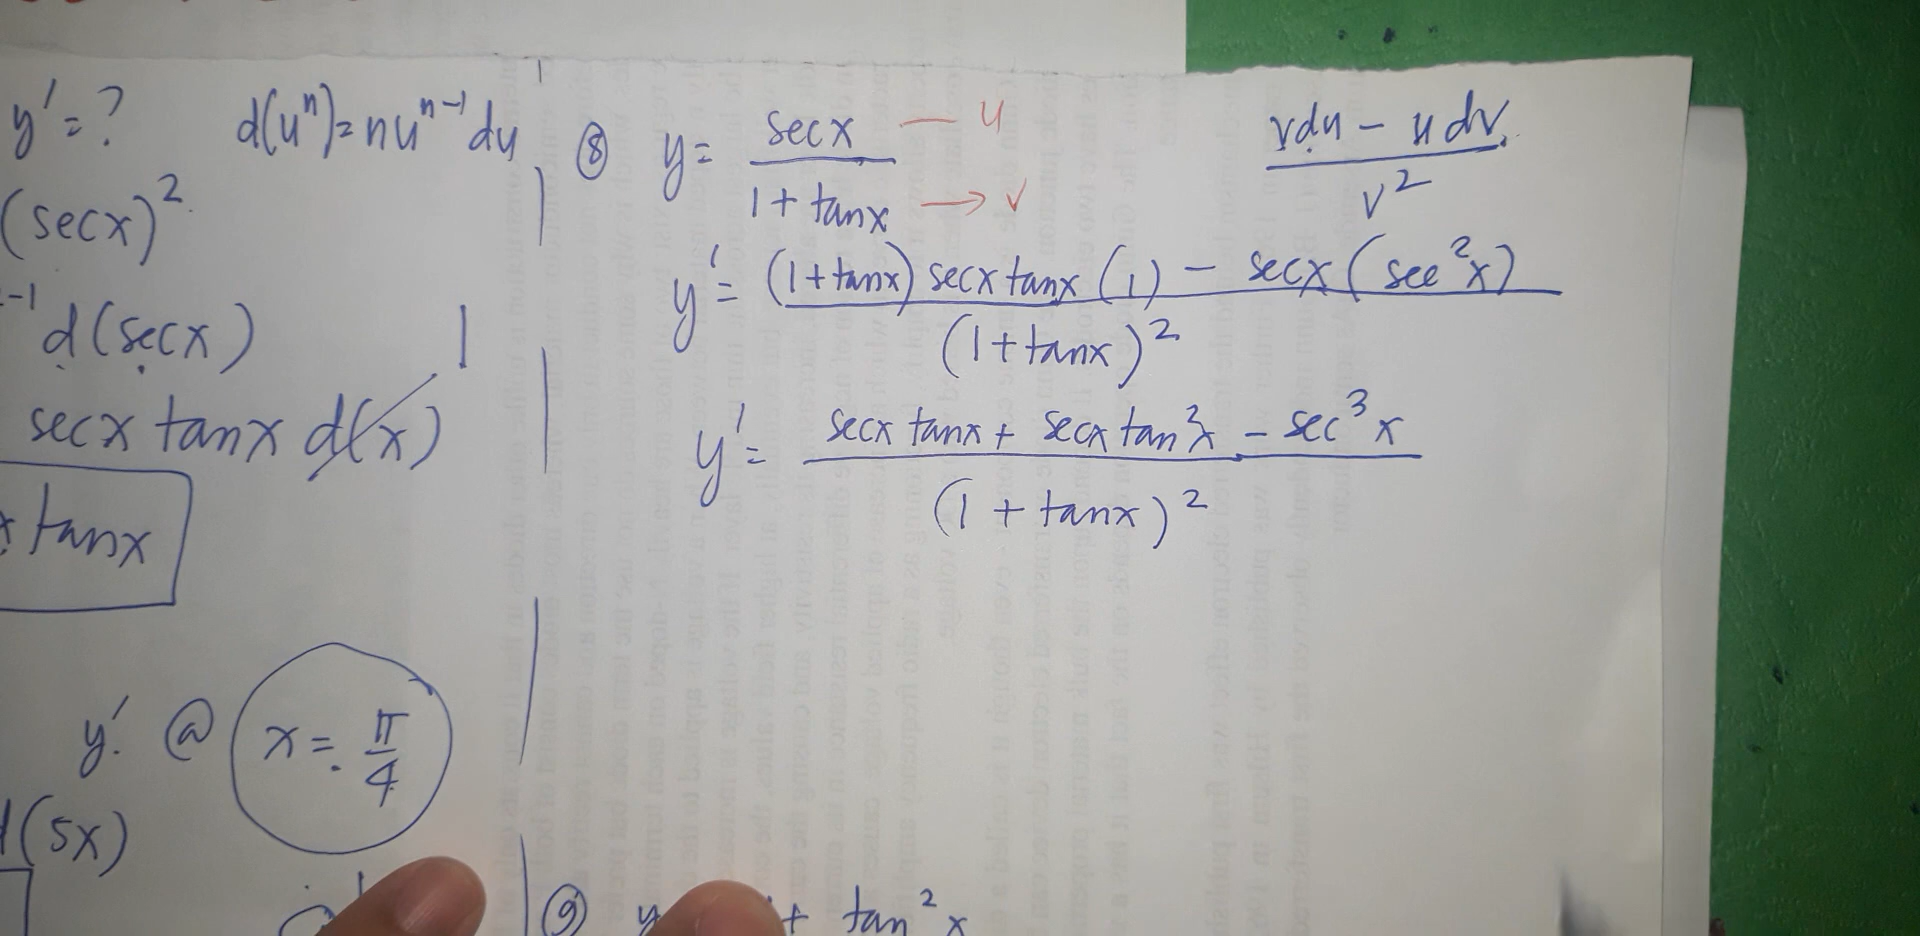 y' = ? d(uⁿ) = nuⁿ⁻¹ du
(secx)²
-1 d(secx)
1
secx tanx d(x)
tanx
y' @ x = π/4
(5x)
⑧ y = secx / 1 + tanx
— u
→ v
vdu - udv / v²
y' = (1+tanx) secx tanx (1) - secx (sec²x) / (1+tanx)²
y' = secx tanx + secx tan²x - sec³x / (1 + tanx)²
⑨ y + tan²x